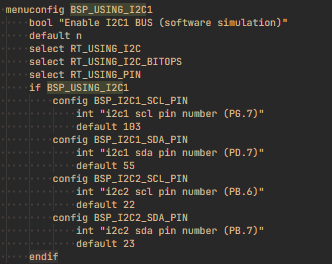 menuconfig BSP_USING_I2C1
bool "Enable I2C1 BUS (software simulation)"
default n
select RT_USING_I2C
select RT_USING_I2C_BITOPS
select RT_USING_PIN
if BSP_USING_I2C1
config BSP_I2C1_SCL_PIN
int "i2c1 scl pin number (PG.7)"
default 103
config BSP_I2C1_SDA_PIN
int "i2c1 sda pin number (PD.7)"
default 55
config BSP_I2C2_SCL_PIN
int "i2c2 scl pin number (PB.6)"
default 22
config BSP_I2C2_SDA_PIN
int "i2c2 sda pin number (PB.7)"
default 23
endif